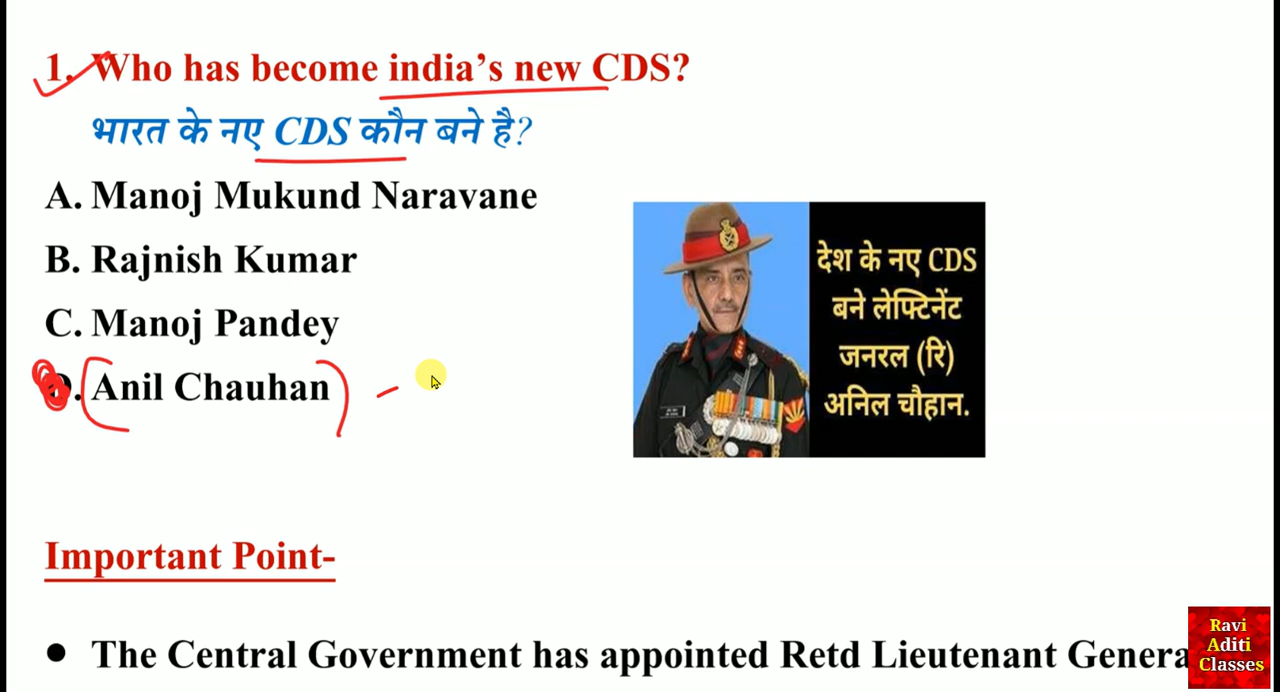 1. Who has become india's new CDS?
भारत के नए CDS कौन बने है?
A. Manoj Mukund Naravane
B. Rajnish Kumar
C. Manoj Pandey
D. Anil Chauhan
देश के नए CDS
बने लेफ्टिनेंट
जनरल (रि)
अनिल चौहान.
Important Point-
• The Central Government has appointed Retd Lieutenant Genera
Ravi
Aditi
Classes